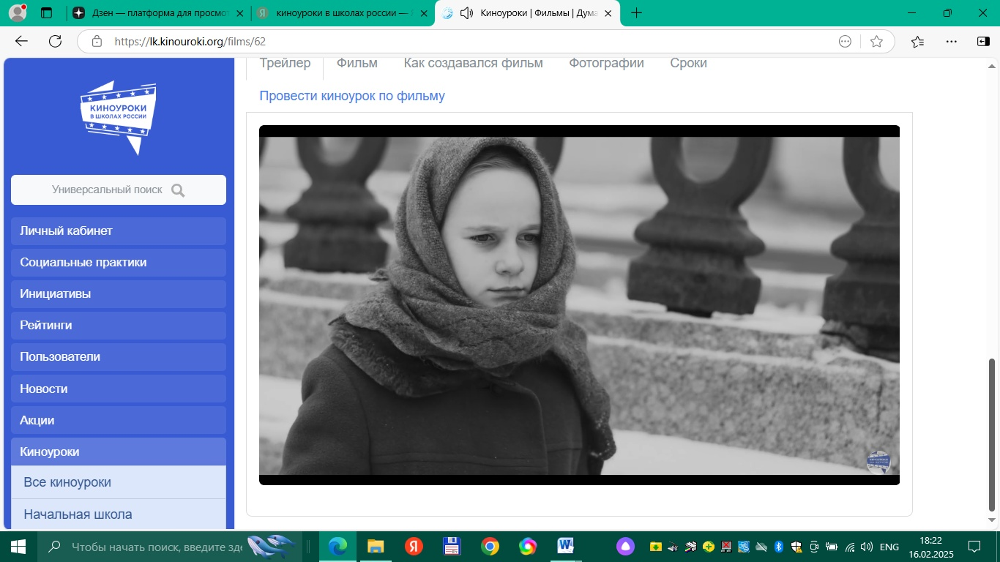 Дзен — платформа для просмот
киноуроки в школах россии —
Киноуроки | Фильмы | Дума
https://lk.kinouroki.org/films/62
КИНОУРОКИ
В ШКОЛАХ РОССИИ
Универсальный поиск
Личный кабинет
Социальные практики
Инициативы
Рейтинги
Пользователи
Новости
Акции
Киноуроки
Все киноуроки
Начальная школа
Трейлер Фильм Как создавался фильм Фотографии Сроки
Провести киноурок по фильму
КИНОУРОКИ
Чтобы начать поиск, введите зде
Я
W
ENG
18:22
16.02.2025